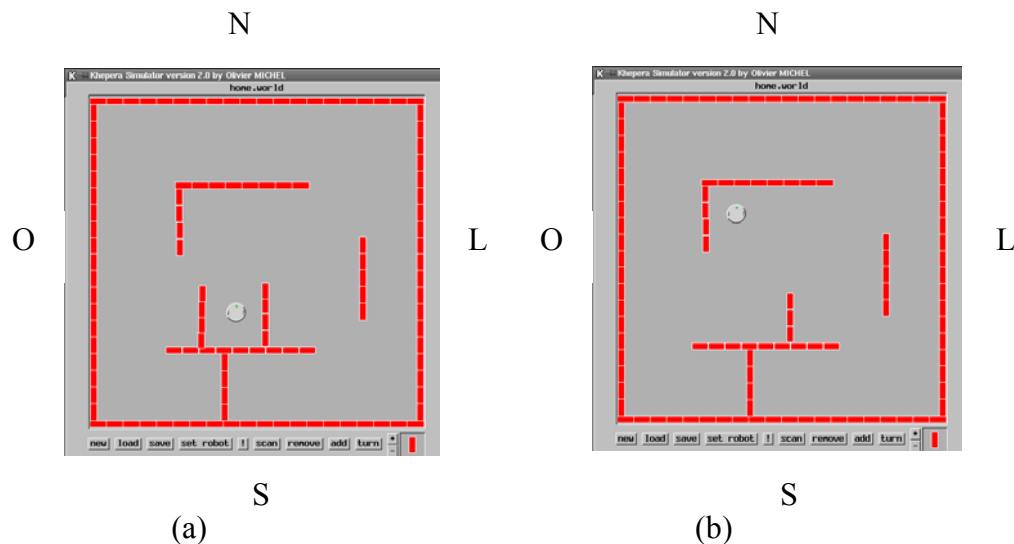 N
N
Khepera Simulator version 2.0 by Olivier MICHEL
home.world
Khepera Simulator version 2.0 by Olivier MICHEL
home.world
O
L
O
L
new load save set robot ! scan remove add turn + -
new load save set robot ! scan remove add turn + -
S
S
(a)
(b)